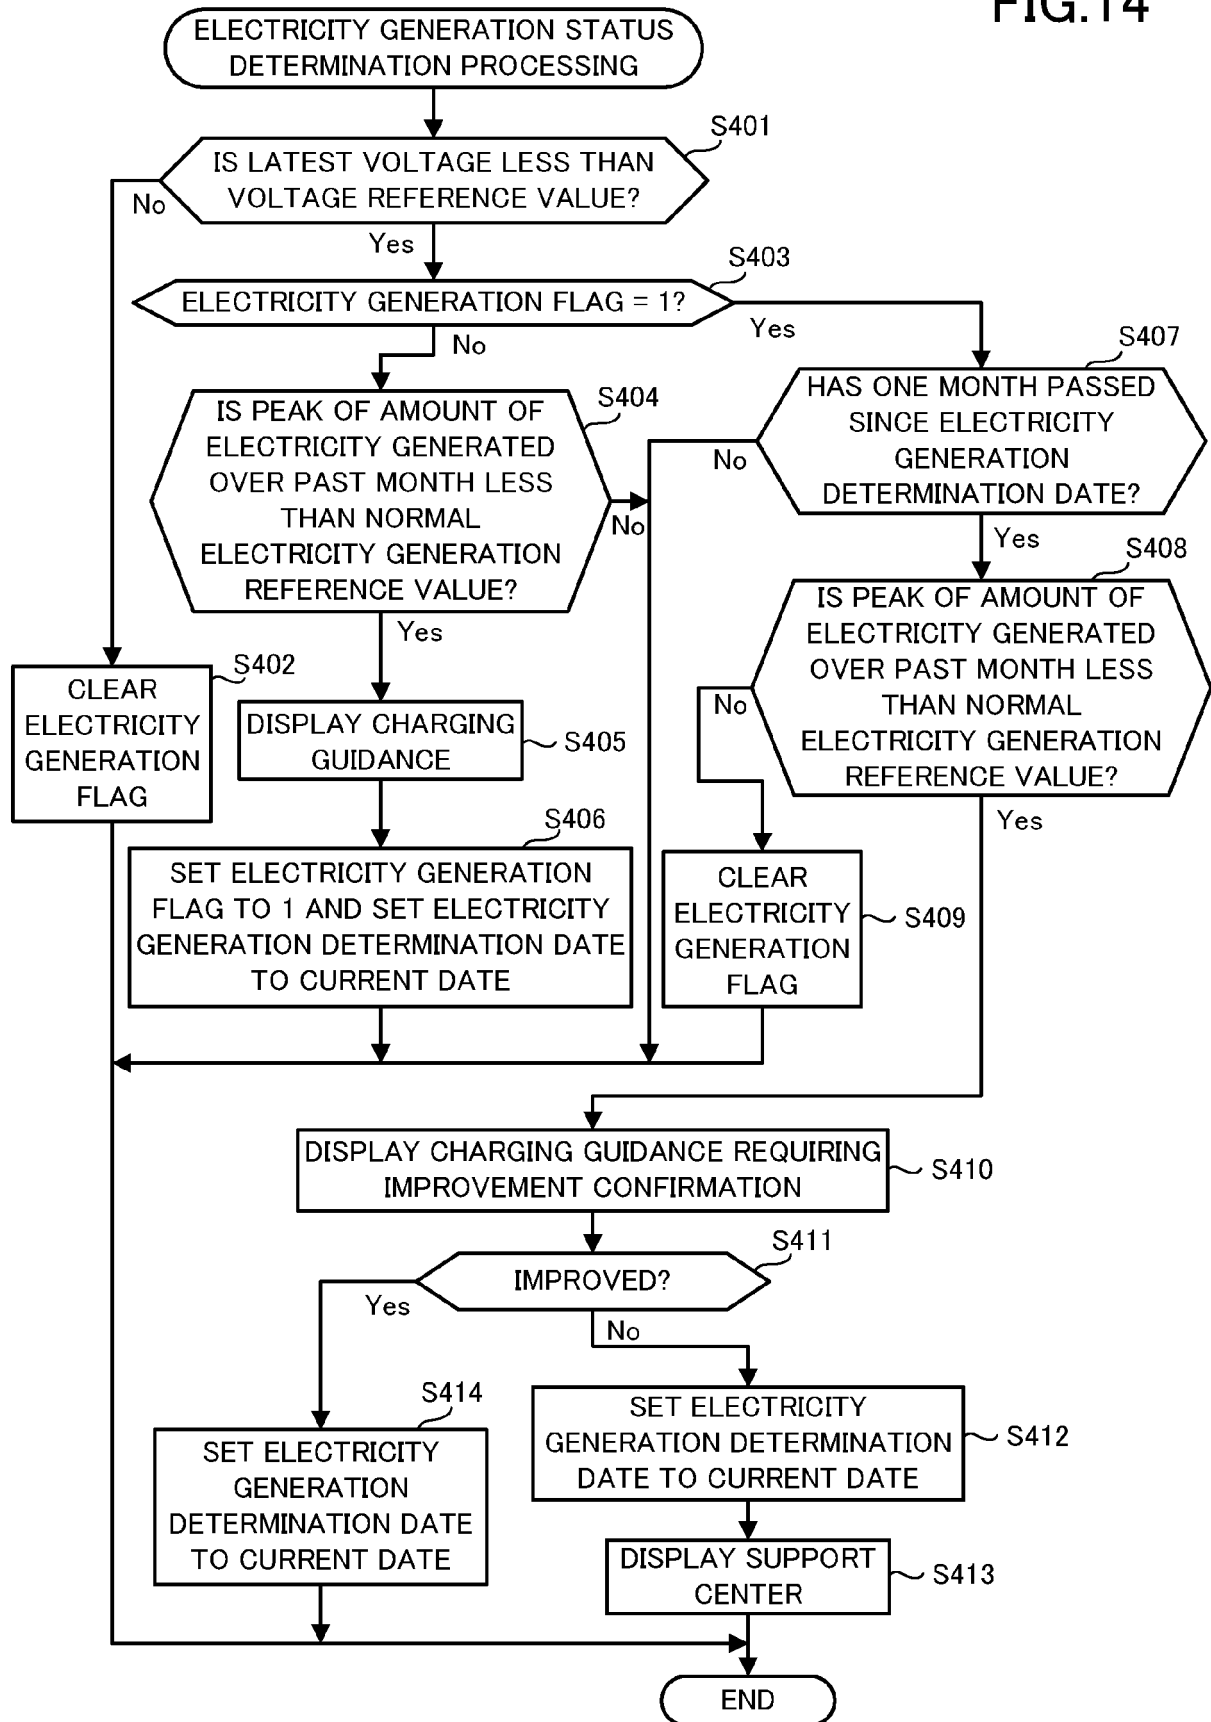 FIG.14
ELECTRICITY GENERATION STATUS
DETERMINATION PROCESSING
S401
IS LATEST VOLTAGE LESS THAN
VOLTAGE REFERENCE VALUE?
No
Yes
S403
ELECTRICITY GENERATION FLAG = 1?
Yes
No
S407
HAS ONE MONTH PASSED
SINCE ELECTRICITY
GENERATION
DETERMINATION DATE?
No
Yes
S404
IS PEAK OF AMOUNT OF
ELECTRICITY GENERATED
OVER PAST MONTH LESS
THAN NORMAL
ELECTRICITY GENERATION
REFERENCE VALUE?
No
Yes
S408
IS PEAK OF AMOUNT OF
ELECTRICITY GENERATED
OVER PAST MONTH LESS
THAN NORMAL
ELECTRICITY GENERATION
REFERENCE VALUE?
No
Yes
S402
CLEAR
ELECTRICITY
GENERATION
FLAG
DISPLAY CHARGING
GUIDANCE
S405
S406
SET ELECTRICITY GENERATION
FLAG TO 1 AND SET ELECTRICITY
GENERATION DETERMINATION DATE
TO CURRENT DATE
CLEAR
ELECTRICITY
GENERATION
FLAG
S409
DISPLAY CHARGING GUIDANCE REQUIRING
IMPROVEMENT CONFIRMATION
S410
S411
IMPROVED?
Yes
No
S414
SET ELECTRICITY
GENERATION
DETERMINATION DATE
TO CURRENT DATE
SET ELECTRICITY
GENERATION DETERMINATION
DATE TO CURRENT DATE
S412
DISPLAY SUPPORT
CENTER
S413
END